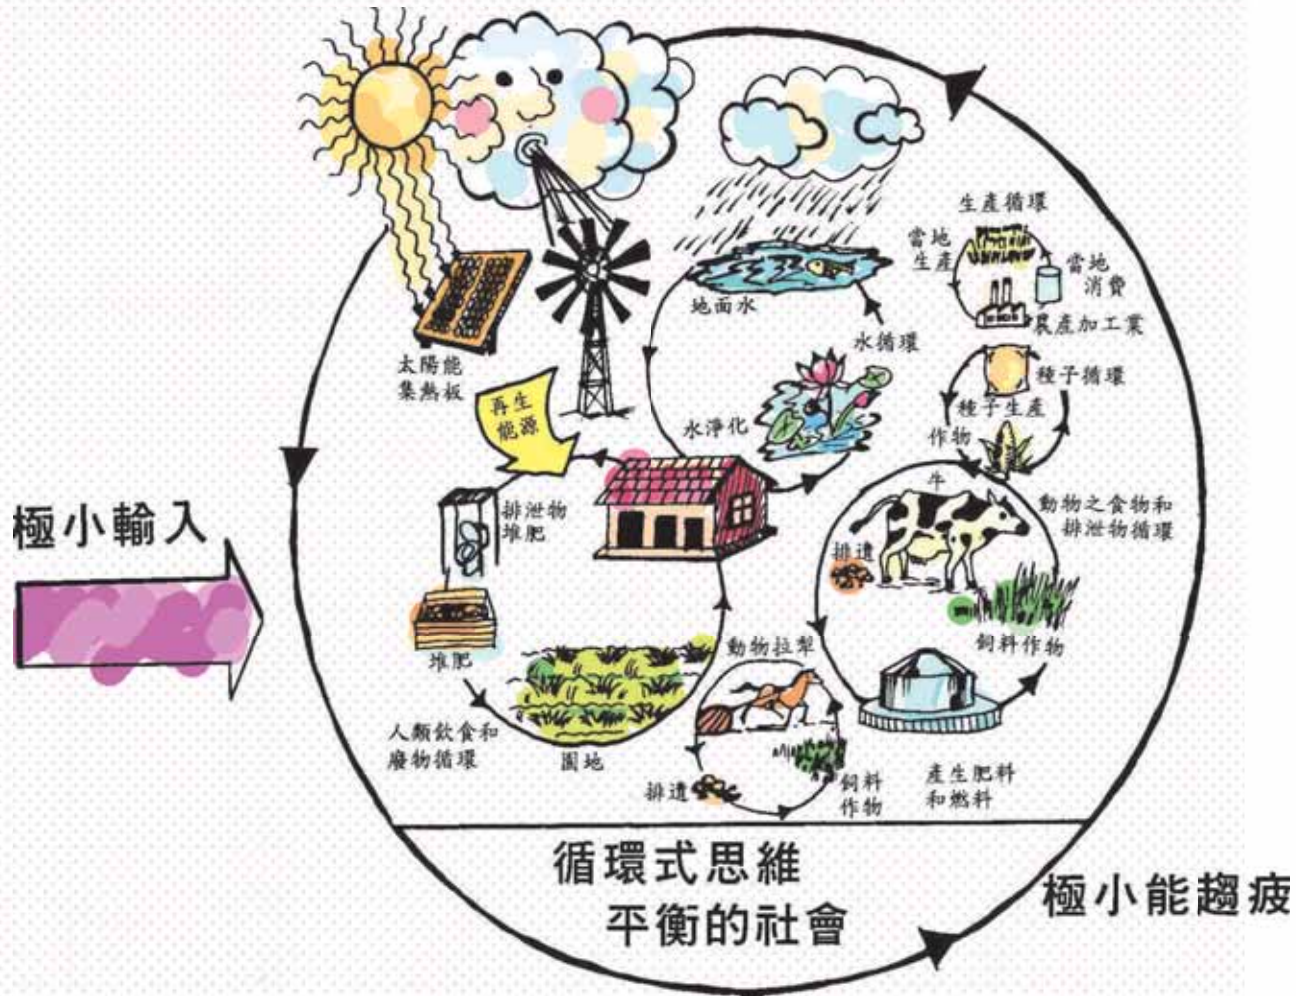 生產循環
當地
生產
當地
消費
農產加工業
地面水
水循環
太陽能
集熱板
種子循環
種子生產
作物
再生
能源
水淨化
牛
動物之食物和
排泄物循環
排泄物
堆肥
極小輸入
排遺
飼料作物
堆肥
動物拉犁
人類飲食和
廢物循環
園地
排遺
飼料
作物
產生肥料
和燃料
循環式思維
平衡的社會
極小能趨疲